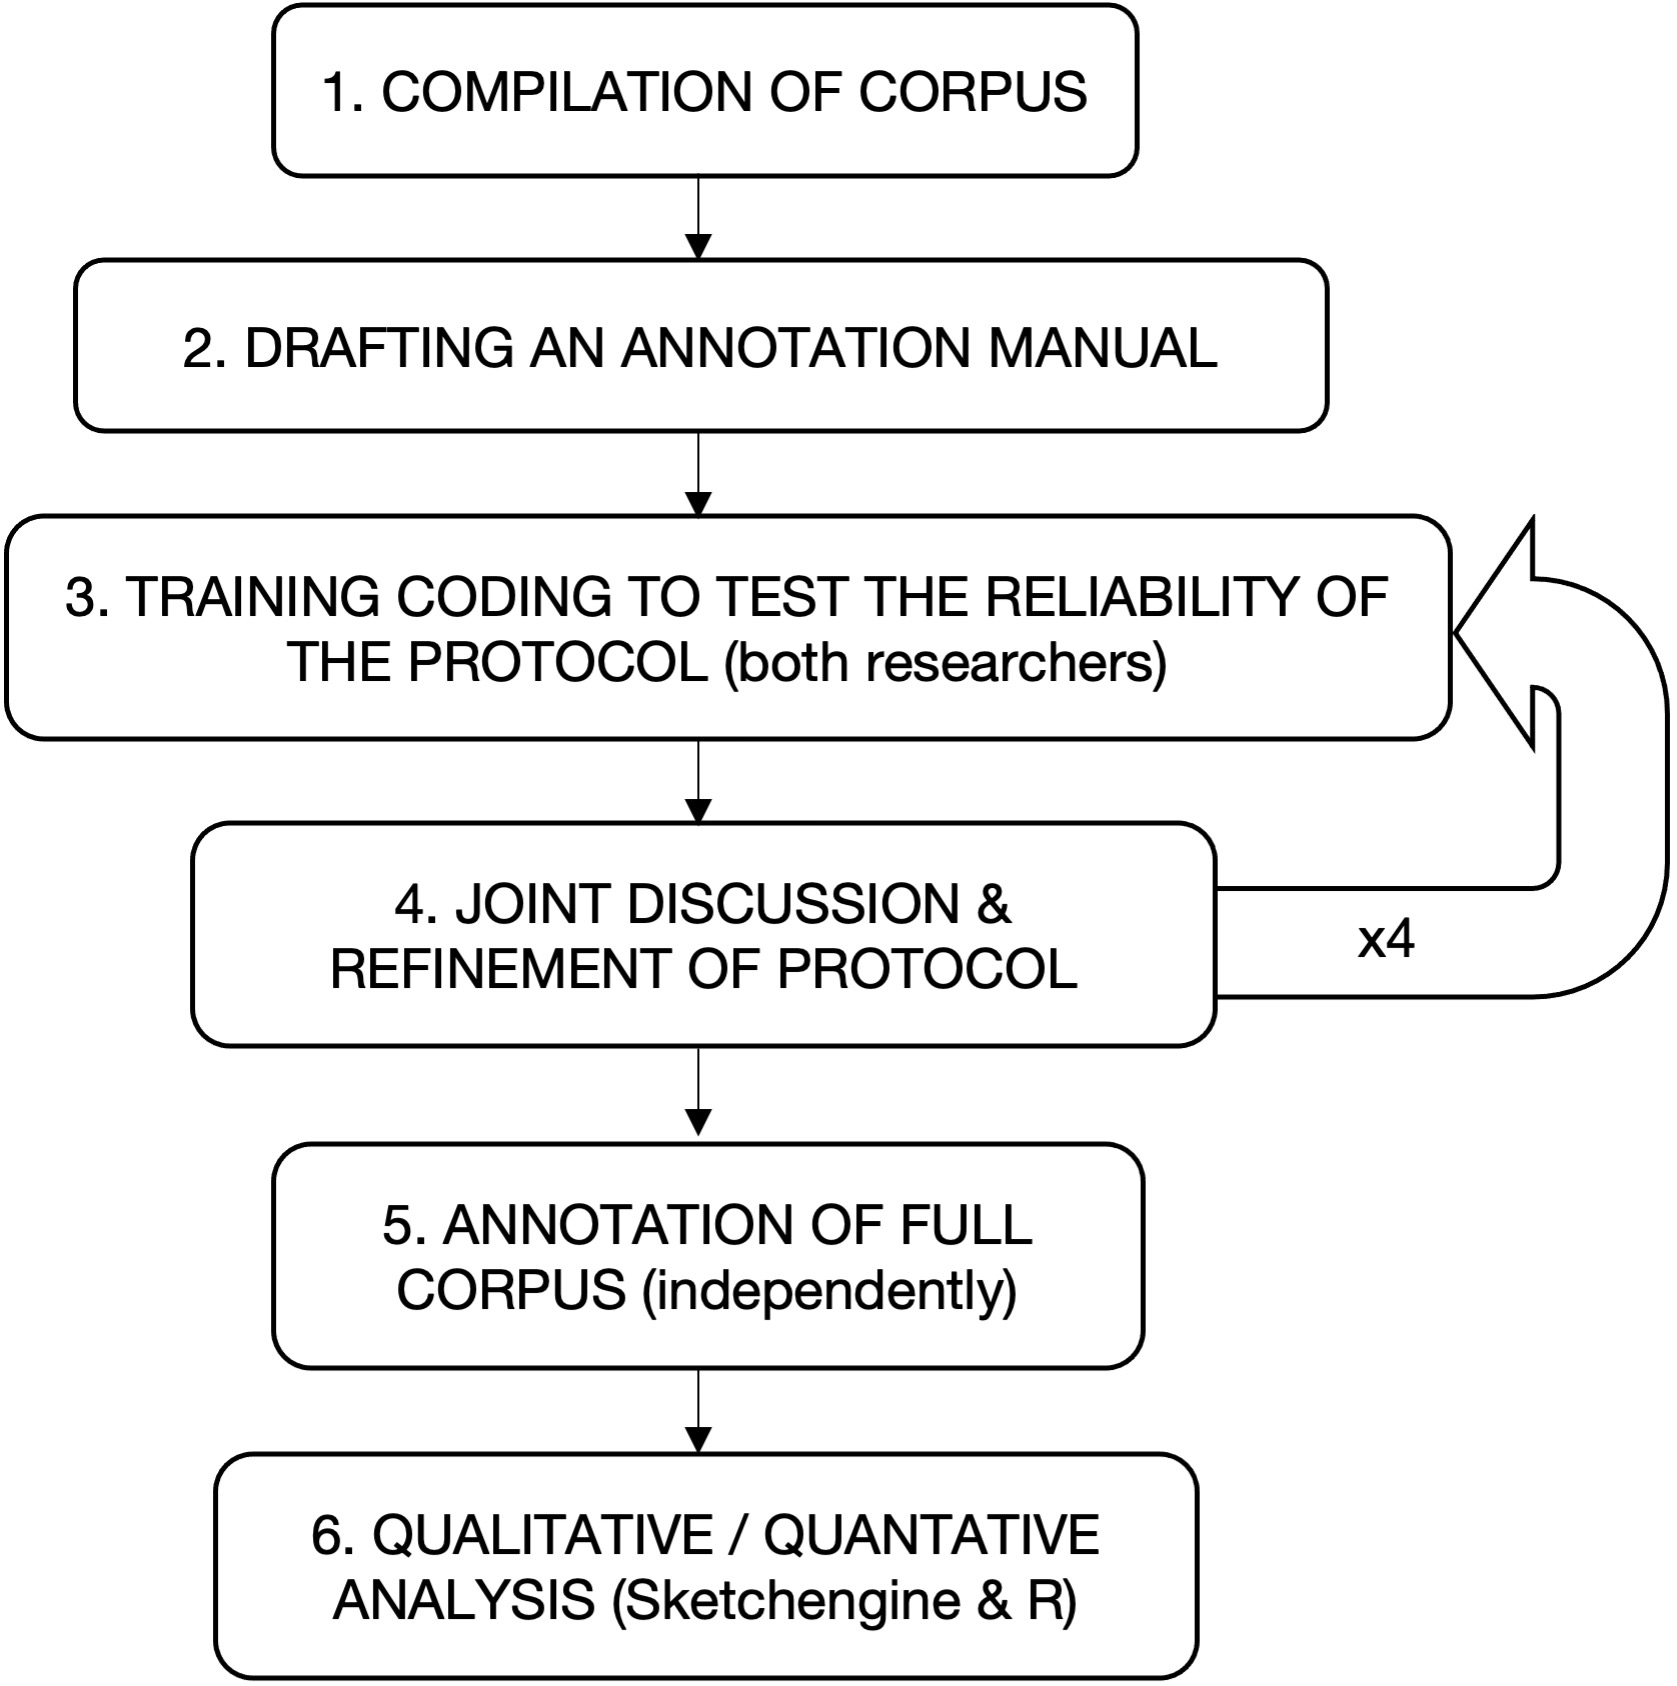 1. COMPILATION OF CORPUS
2. DRAFTING AN ANNOTATION MANUAL
3. TRAINING CODING TO TEST THE RELIABILITY OF
THE PROTOCOL (both researchers)
4. JOINT DISCUSSION &
REFINEMENT OF PROTOCOL
x4
5. ANNOTATION OF FULL
CORPUS (independently)
6. QUALITATIVE / QUANTATIVE
ANALYSIS (Sketchengine & R)